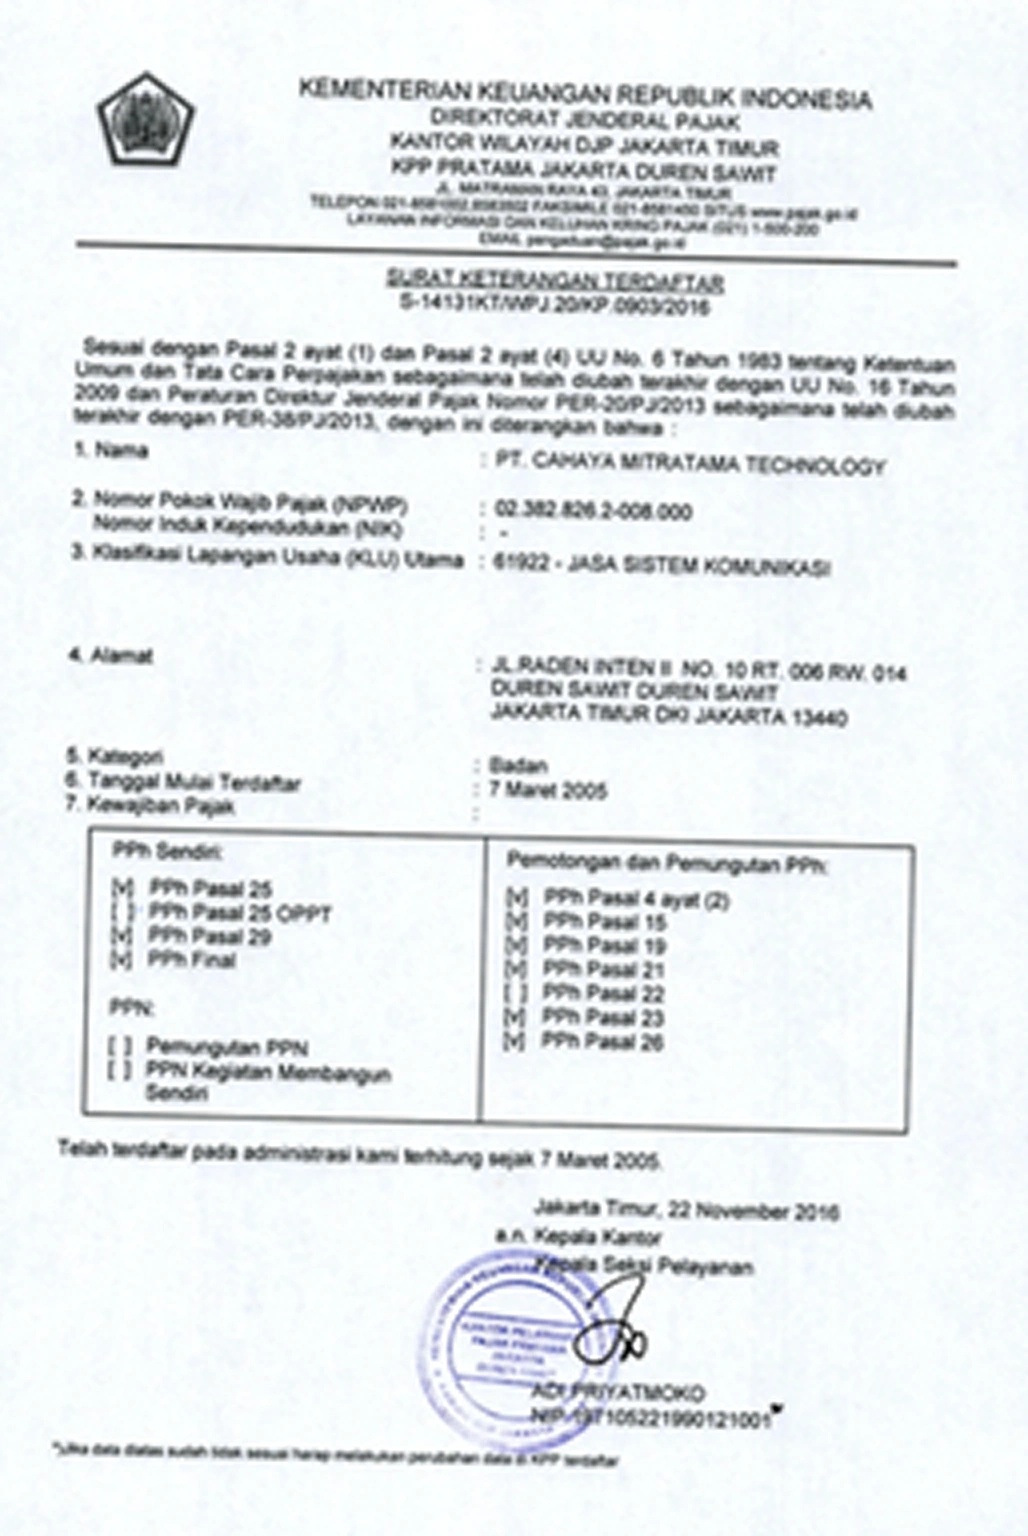 KEMENTERIAN KEUANGAN REPUBLIK INDONESIA
DIREKTORAT JENDERAL PAJAK
KANTOR WILAYAH DJP JAKARTA TIMUR
KPP PRATAMA JAKARTA DUREN SAWIT
JL. MATRAMAN RAYA 43, JAKARTA TIMUR
TELEPON FAKSIMILE SITUS www.pajak.go.id
LAYANAN INFORMASI DAN KELUHAN KRING PAJAK (021) 1-500-200
EMAIL pengaduan@pajak.go.id
SURAT KETERANGAN TERDAFTAR
S-14131KT/WPJ.20/KP.0903/2016
Sesuai dengan Pasal 2 ayat (1) dan Pasal 2 ayat (4) UU No. 6 Tahun 1983 tentang Ketentuan
Umum dan Tata Cara Perpajakan sebagaimana telah diubah terakhir dengan UU No. 16 Tahun
2009 dan Peraturan Direktur Jenderal Pajak Nomor PER-20/PJ/2013 sebagaimana telah diubah
terakhir dengan PER-38/PJ/2013, dengan ini diterangkan bahwa :
1. Nama : PT. CAHAYA MITRATAMA TECHNOLOGY
2. Nomor Pokok Wajib Pajak (NPWP) : 02.382.826.2-008.000
Nomor Induk Kependudukan (NIK) : -
3. Klasifikasi Lapangan Usaha (KLU) Utama : 61922 - JASA SISTEM KOMUNIKASI
4. Alamat : JL.RADEN INTEN II NO. 10 RT. 006 RW. 014
DUREN SAWIT DUREN SAWIT
JAKARTA TIMUR DKI JAKARTA 13440
5. Kategori : Badan
6. Tanggal Mulai Terdaftar : 7 Maret 2005
7. Kewajiban Pajak :
PPh Sendiri:
[v] PPh Pasal 25
[ ] PPh Pasal 25 OPPT
[v] PPh Pasal 29
[v] PPh Final
PPN:
[ ] Pemungutan PPN
[ ] PPN Kegiatan Membangun
Sendiri
Pemotongan dan Pemungutan PPh:
[v] PPh Pasal 4 ayat (2)
[v] PPh Pasal 15
[v] PPh Pasal 19
[v] PPh Pasal 21
[ ] PPh Pasal 22
[v] PPh Pasal 23
[v] PPh Pasal 26
Telah terdaftar pada administrasi kami terhitung sejak 7 Maret 2005.
Jakarta Timur, 22 November 2016
a.n. Kepala Kantor
Kepala Seksi Pelayanan
ADI PRIYATMOKO
NIP 197105221990121001
*Jika data diatas sudah tidak sesuai harap melakukan perubahan data di KPP terdaftar